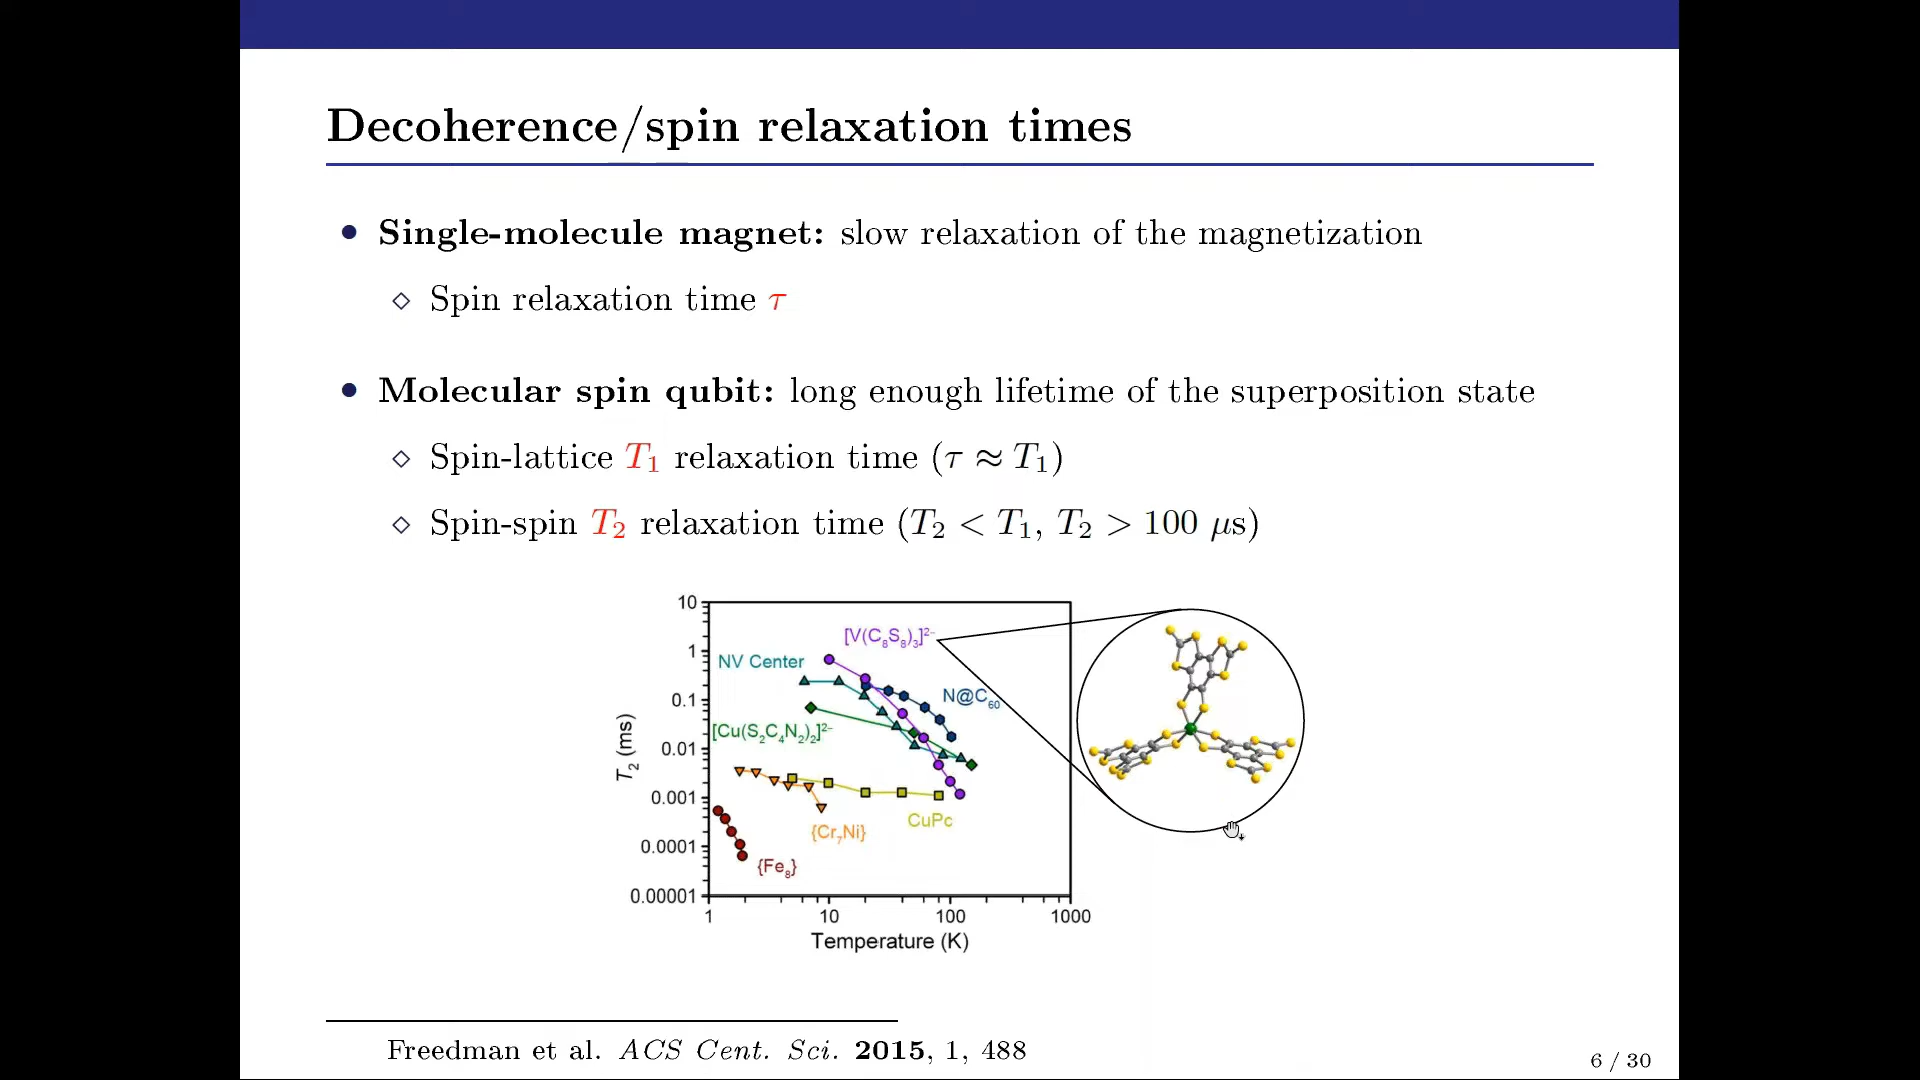 Decoherence/spin relaxation times
• Single-molecule magnet: slow relaxation of the magnetization
◇ Spin relaxation time τ
• Molecular spin qubit: long enough lifetime of the superposition state
◇ Spin-lattice T₁ relaxation time (τ ≈ T₁)
◇ Spin-spin T₂ relaxation time (T₂ < T₁, T₂ > 100 μs)
10
1
0.1
0.01
0.001
0.0001
0.00001
T₂ (ms)
[V(C₈S₈)₃]²⁻
NV Center
N@C₆₀
[Cu(S₂C₄N₂)₂]²⁻
CuPc
{Cr₇Ni}
{Fe₈}
1 10 100 1000
Temperature (K)
Freedman et al. ACS Cent. Sci. 2015, 1, 488
6 / 30